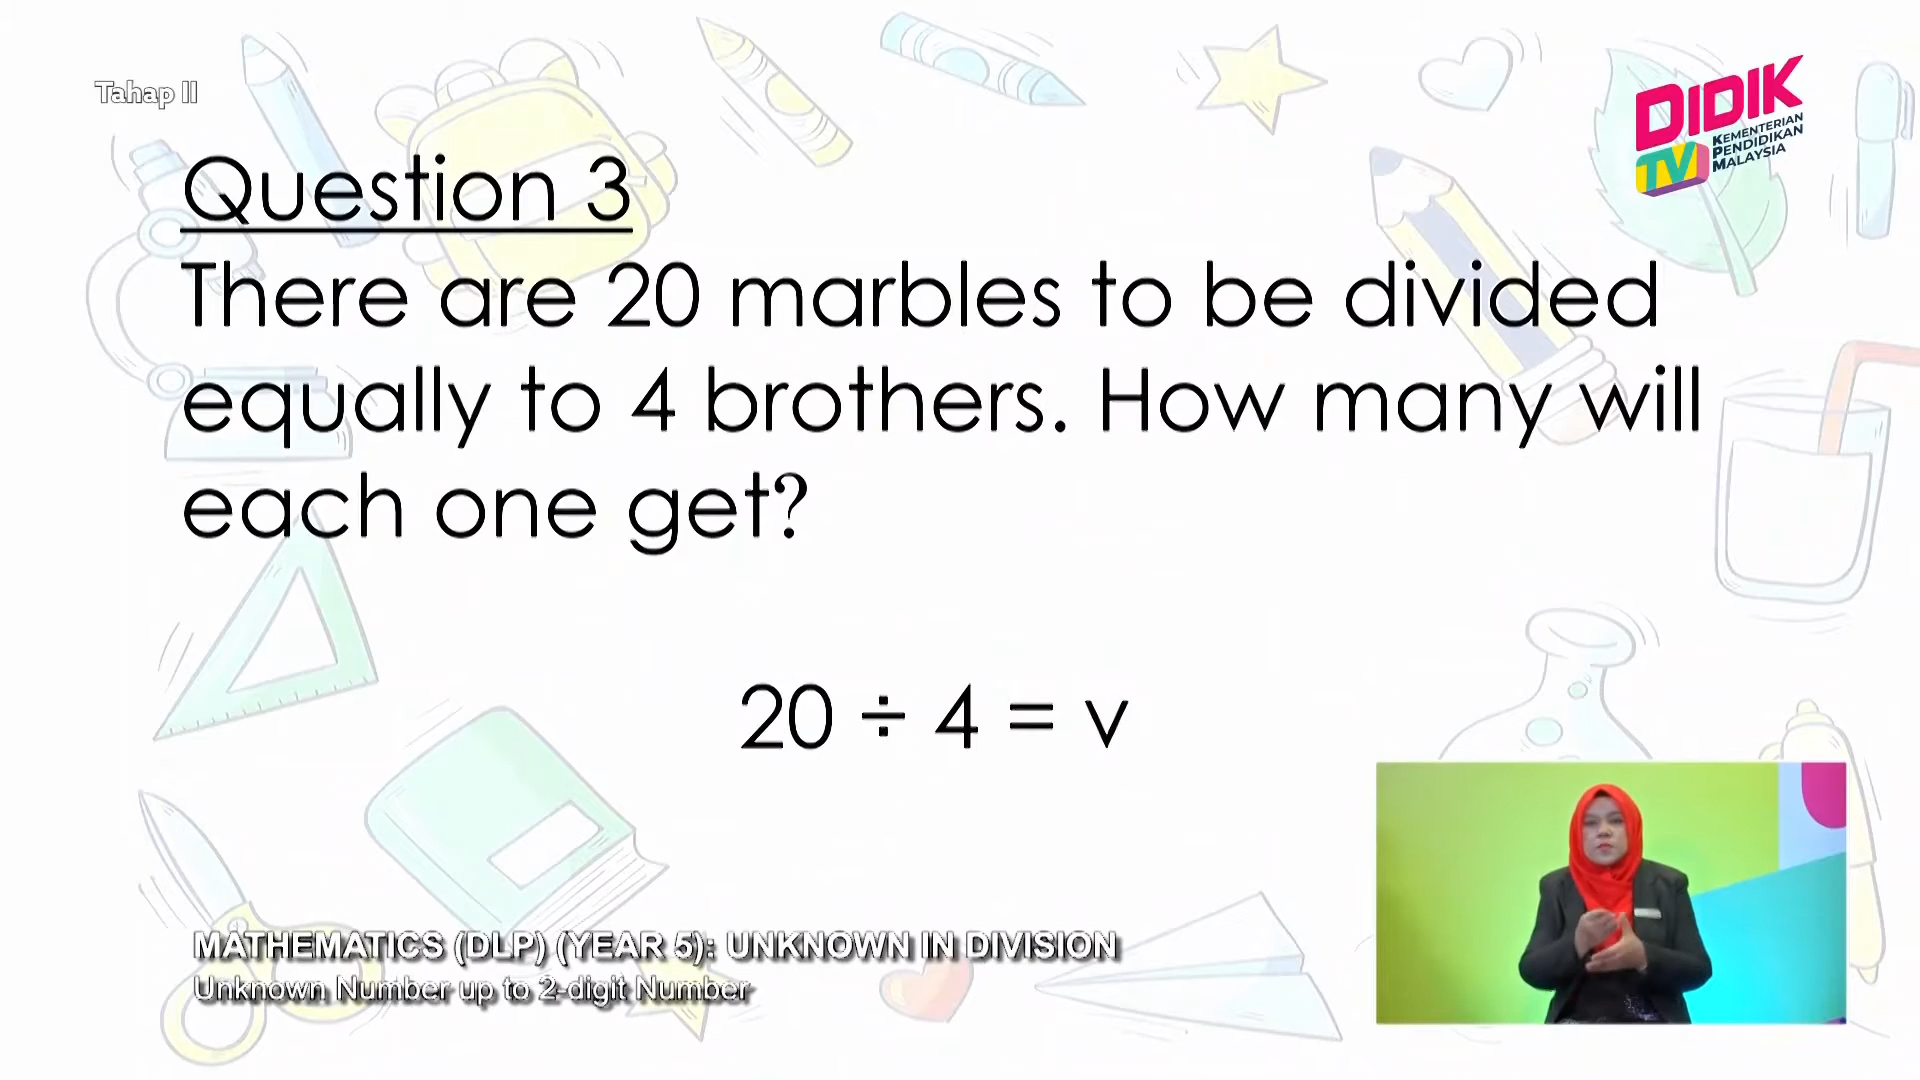 Tahap II
DIDIK
TV
KEMENTERIAN
PENDIDIKAN
MALAYSIA
Question 3
There are 20 marbles to be divided
equally to 4 brothers. How many will
each one get?
20 ÷ 4 = v
MATHEMATICS (DLP) (YEAR 5): UNKNOWN IN DIVISION
Unknown Number up to 2-digit Number